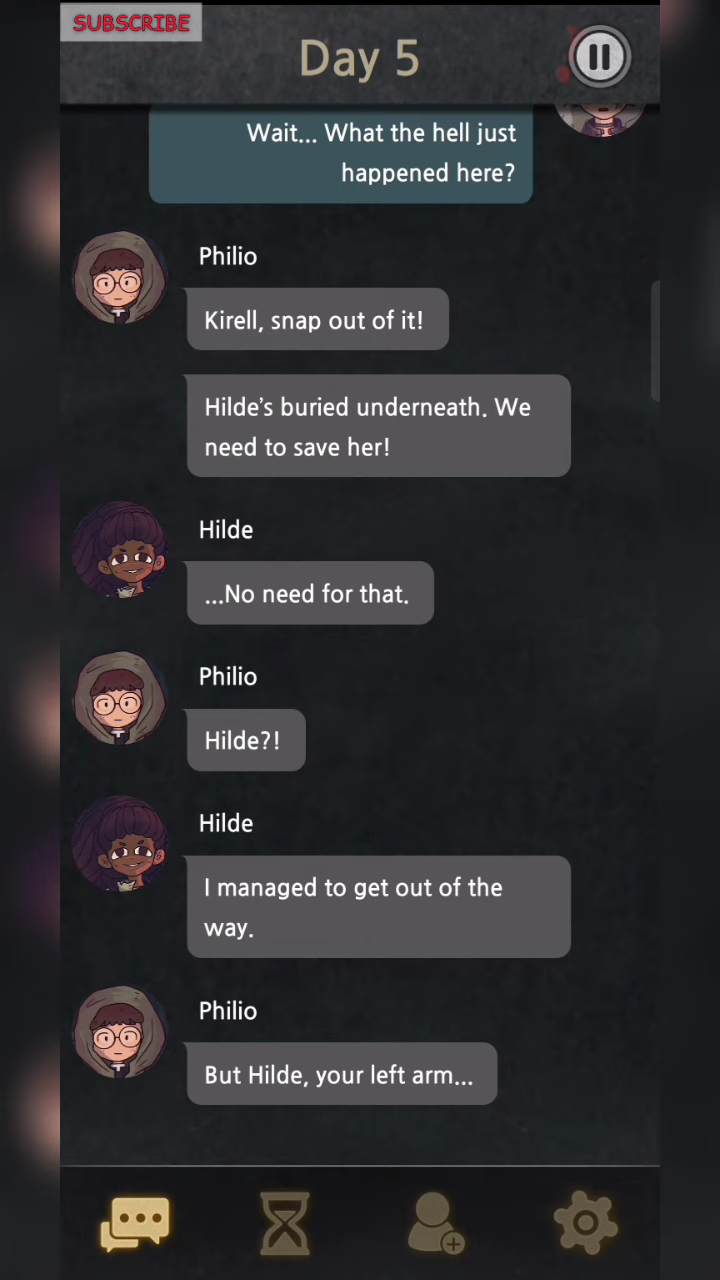 SUBSCRIBE
Day 5
Wait... What the hell just
happened here?
Philio
Kirell, snap out of it!
Hilde’s buried underneath. We
need to save her!
Hilde
...No need for that.
Philio
Hilde?!
Hilde
I managed to get out of the
way.
Philio
But Hilde, your left arm...